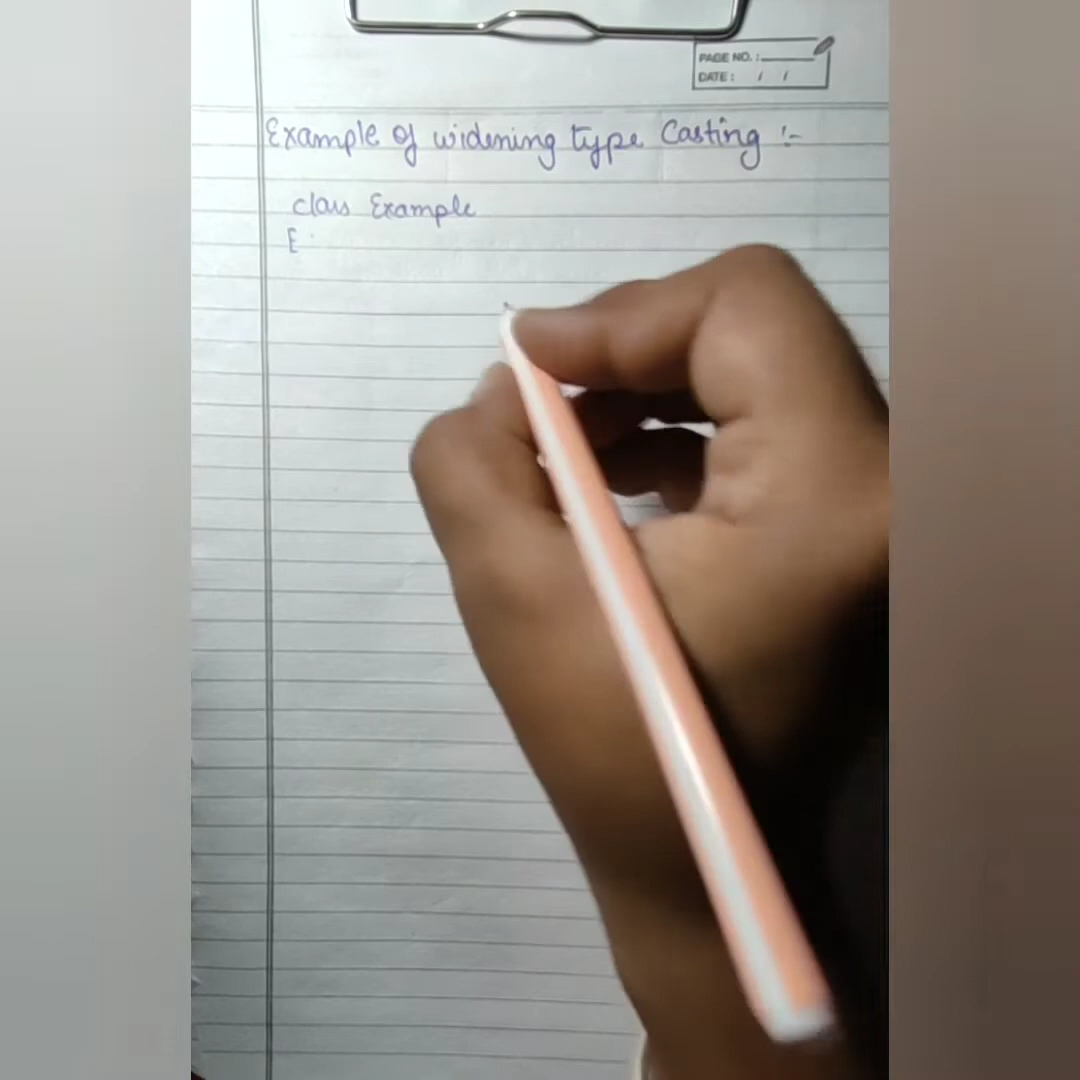 PAGE NO. :
DATE : / /
Example of widening type Casting :-
class Example
{